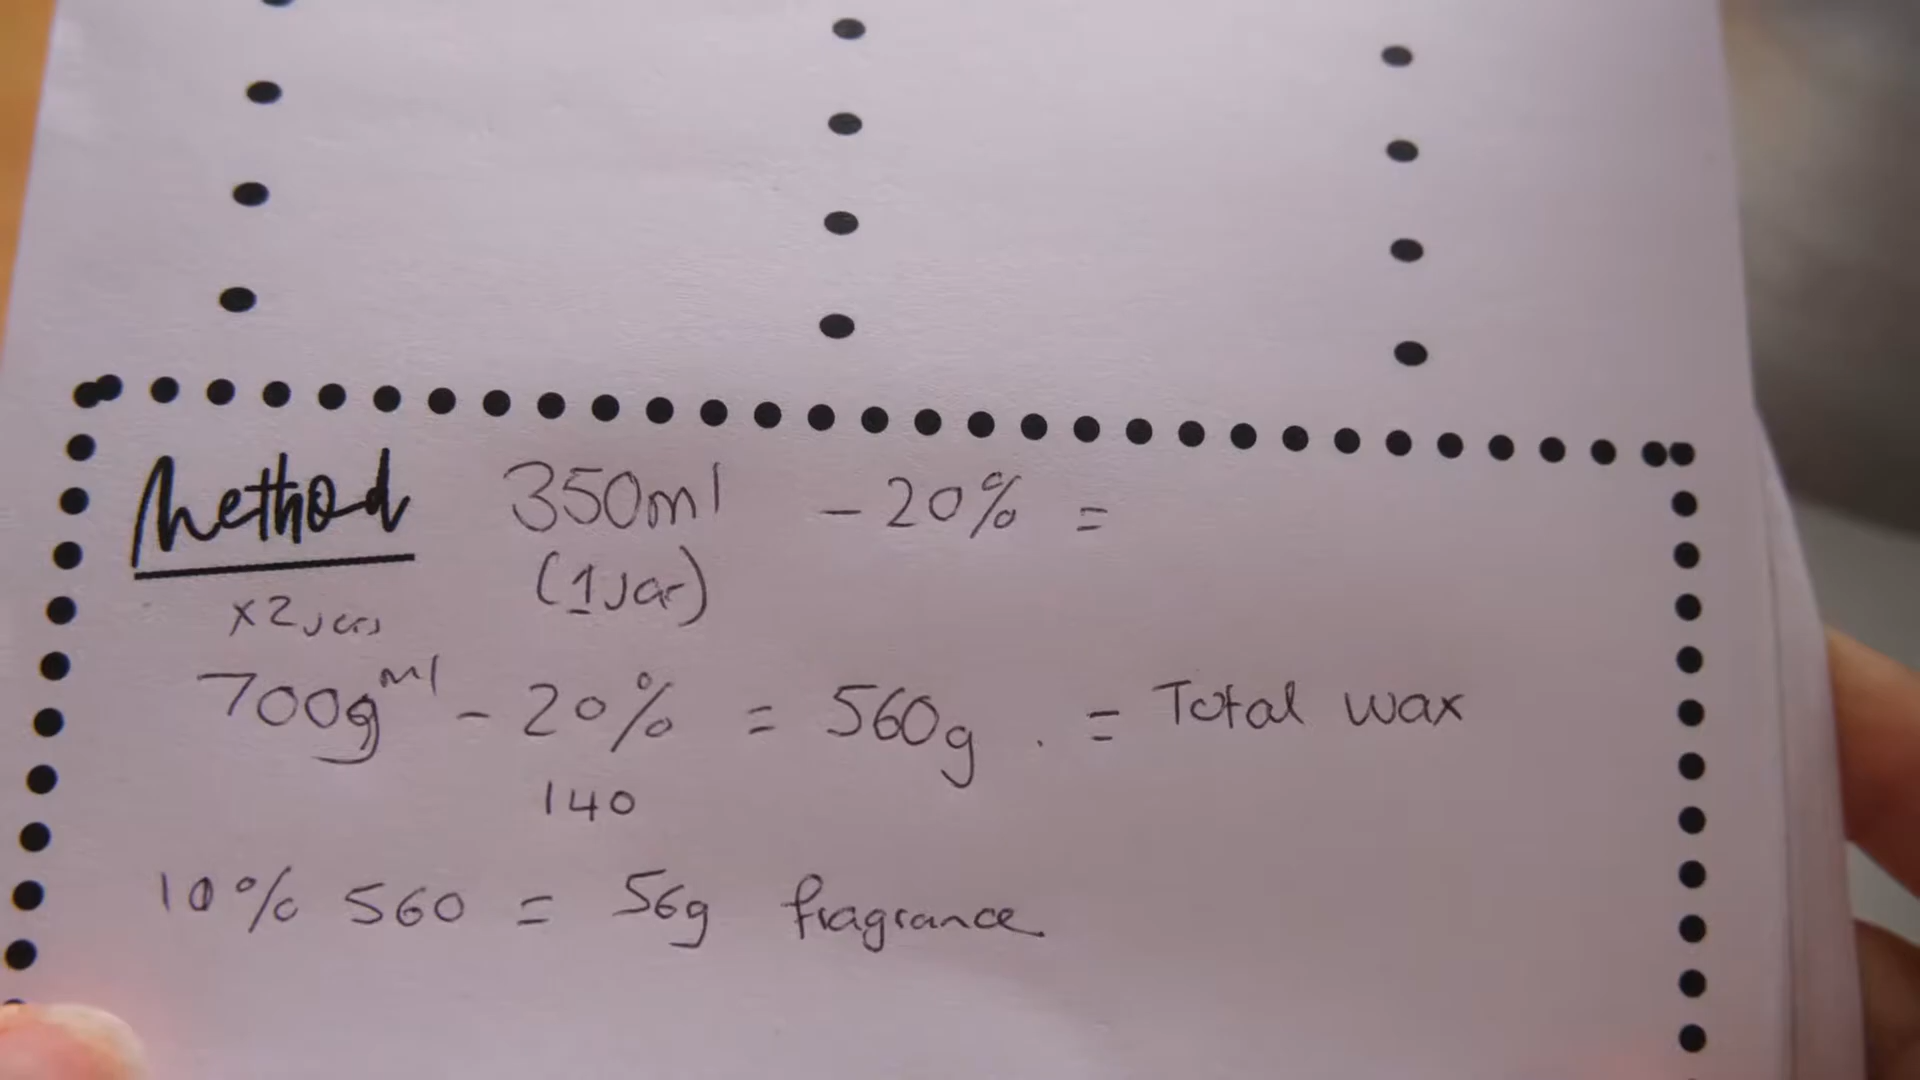 Method 350ml - 20% =
(1 Jar)
x2 jars
700g ml - 20% = 560g . = Total wax
140
10% 560 = 56g fragrance